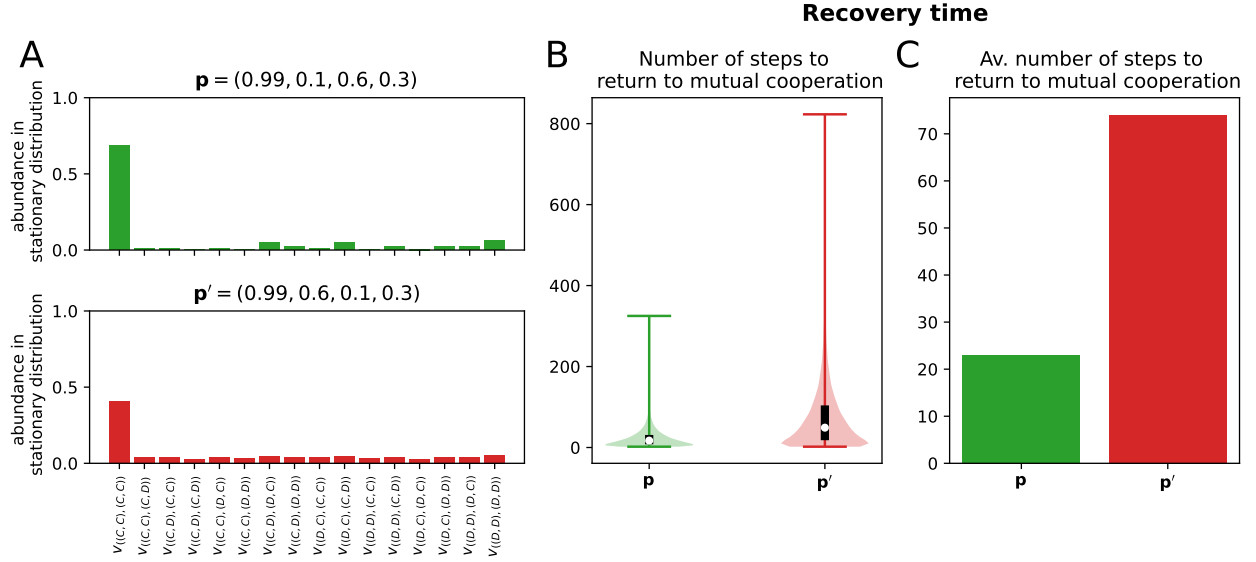 Recovery time
A
p = (0.99, 0.1, 0.6, 0.3)
abundance in
stationary distribution
1.0
0.5
0.0
p′ = (0.99, 0.6, 0.1, 0.3)
abundance in
stationary distribution
1.0
0.5
0.0
v((C, C), (C, C))
v((C, C), (C, D))
v((C, D), (C, C))
v((C, D), (C, D))
v((C, C), (D, C))
v((C, C), (D, D))
v((C, D), (D, C))
v((C, D), (D, D))
v((D, C), (C, C))
v((D, C), (C, D))
v((D, D), (C, C))
v((D, D), (C, D))
v((D, C), (D, C))
v((D, C), (D, D))
v((D, D), (D, C))
v((D, D), (D, D))
B
Number of steps to
return to mutual cooperation
800
600
400
200
0
p
p′
C
Av. number of steps to
return to mutual cooperation
70
60
50
40
30
20
10
0
p
p′